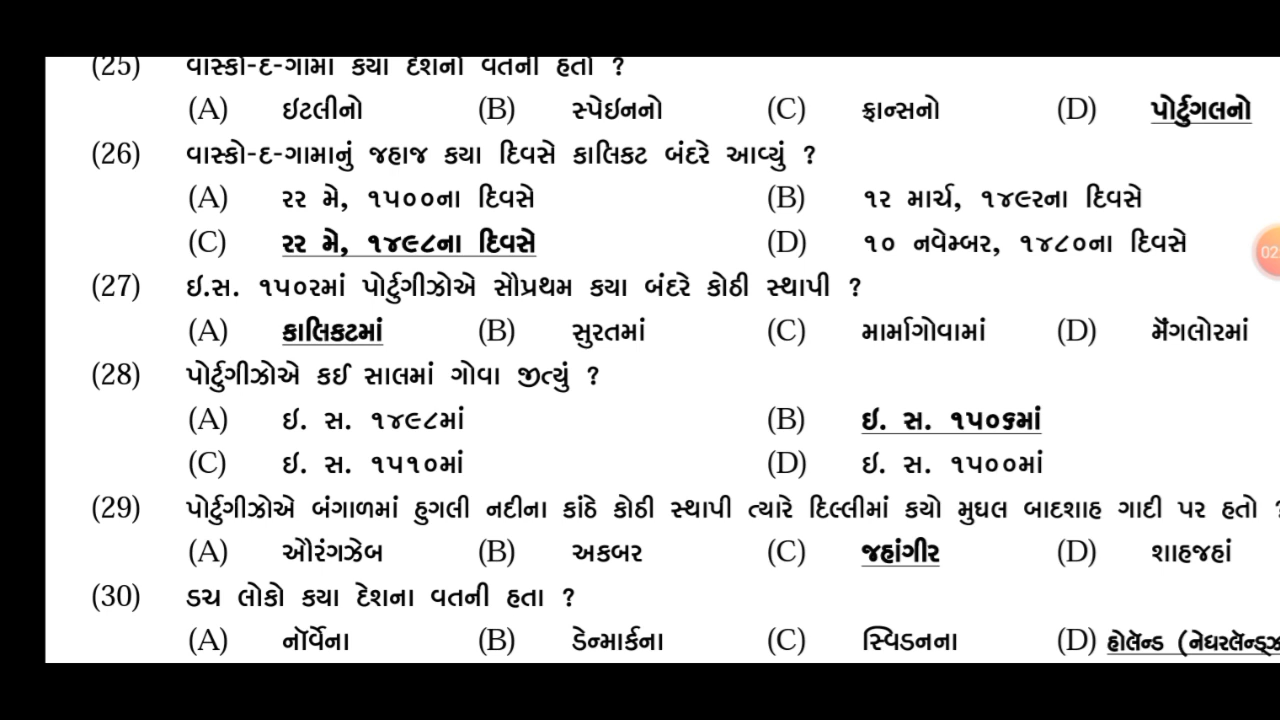 (25) વાસ્કો-દ-ગામા કયા દેશનો વતની હતો ?
(A) ઇટલીનો (B) સ્પેઇનનો (C) ફ્રાન્સનો (D) પોર્ટુગલનો
(26) વાસ્કો-દ-ગામાનું જહાજ કયા દિવસે કાલિકટ બંદરે આવ્યું ?
(A) ૨૨ મે, ૧૫૦૦ના દિવસે (B) ૧૨ માર્ચ, ૧૪૯૨ના દિવસે
(C) ૨૨ મે, ૧૪૯૮ના દિવસે (D) ૧૦ નવેમ્બર, ૧૪૮૦ના દિવસે
(27) ઇ.સ. ૧૫૦૨માં પોર્ટુગીઝોએ સૌપ્રથમ કયા બંદરે કોઠી સ્થાપી ?
(A) કાલિકટમાં (B) સુરતમાં (C) માર્માગોવામાં (D) મેંગલોરમાં
(28) પોર્ટુગીઝોએ કઈ સાલમાં ગોવા જીત્યું ?
(A) ઇ. સ. ૧૪૯૮માં (B) ઇ. સ. ૧૫૦૬માં
(C) ઇ. સ. ૧૫૧૦માં (D) ઇ. સ. ૧૫૦૦માં
(29) પોર્ટુગીઝોએ બંગાળમાં હુગલી નદીના કાંઠે કોઠી સ્થાપી ત્યારે દિલ્લીમાં કયો મુઘલ બાદશાહ ગાદી પર હતો ?
(A) ઔરંગઝેબ (B) અકબર (C) જહાંગીર (D) શાહજહાં
(30) ડચ લોકો કયા દેશના વતની હતા ?
(A) નૉર્વેના (B) ડેન્માર્કના (C) સ્વિડનના (D) હોલૅન્ડ (નેધરલૅન્ડ્ઝ